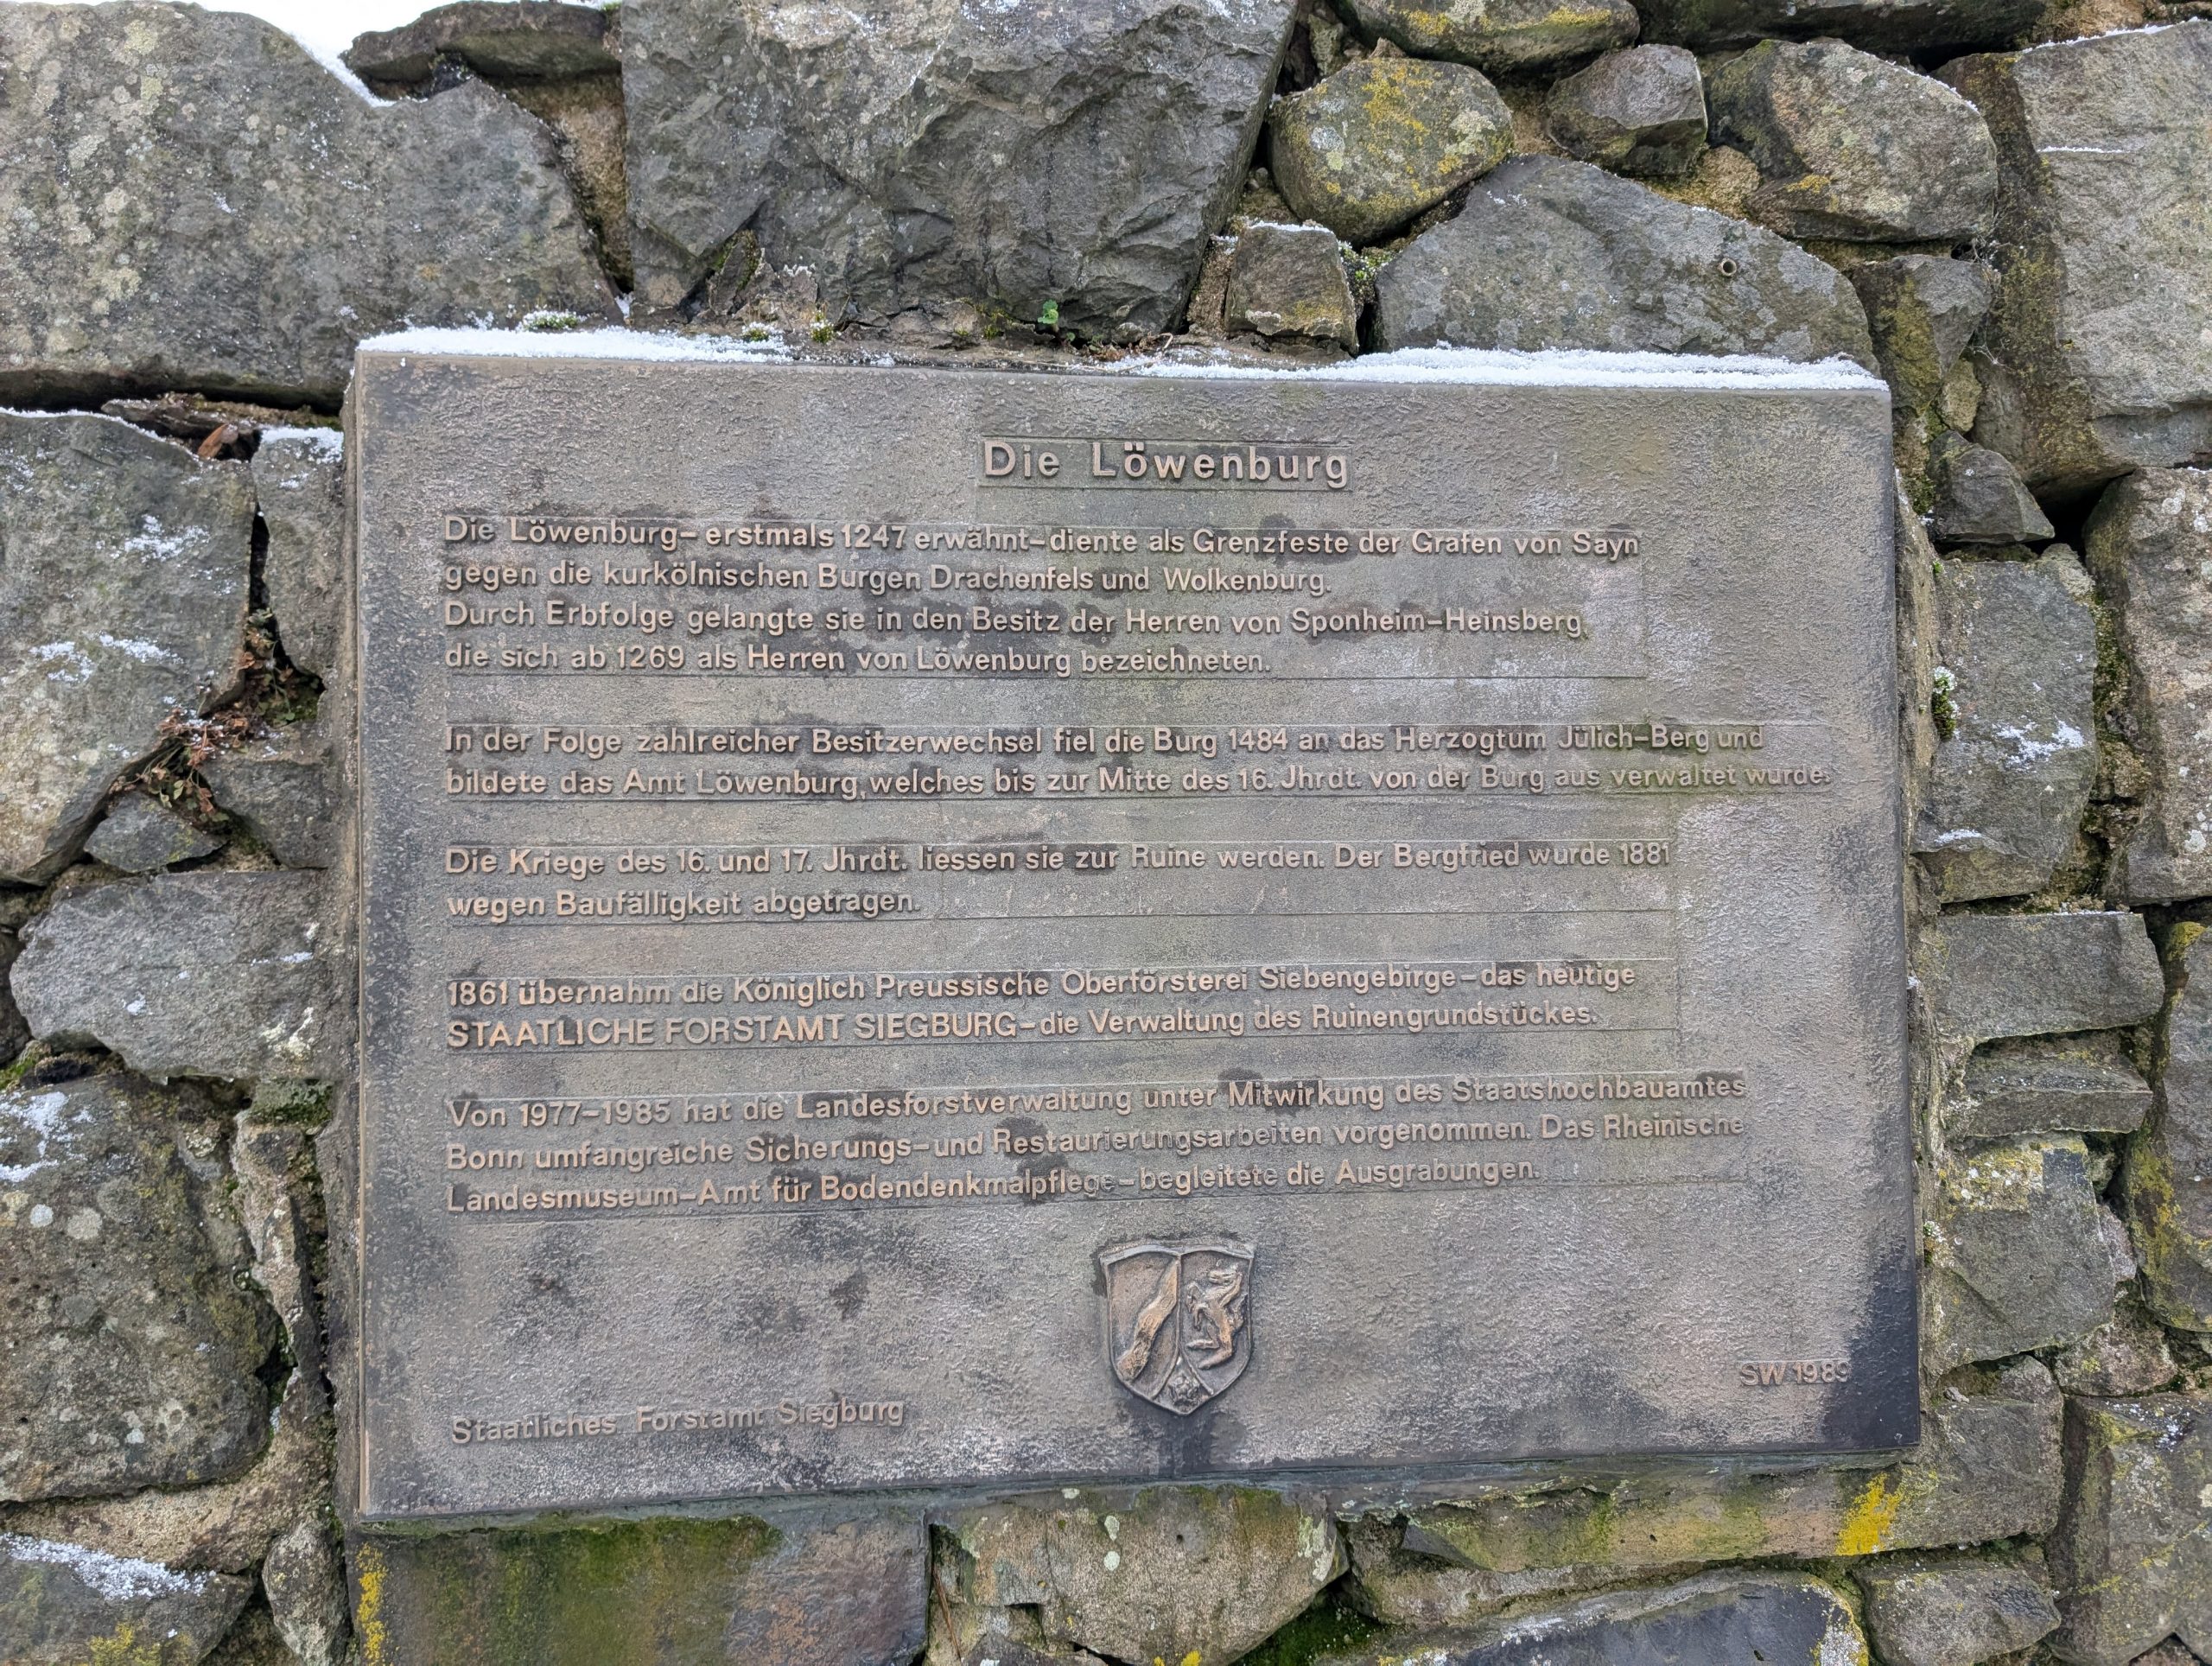 Die Löwenburg
Die Löwenburg-erstmals 1247 erwähnt-diente als Grenzfeste der Grafen von Sayn
gegen die kurkölnischen Burgen Drachenfels und Wolkenburg.
Durch Erbfolge gelangte sie in den Besitz der Herren von Sponheim-Heinsberg,
die sich ab 1269 als Herren von Löwenburg bezeichneten.
In der Folge zahlreicher Besitzerwechsel fiel die Burg 1484 an das Herzogtum Jülich-Berg und
bildete das Amt Löwenburg, welches bis zur Mitte des 16. Jhrdt. von der Burg aus verwaltet wurde.
Die Kriege des 16. und 17. Jhrdt. liessen sie zur Ruine werden. Der Bergfried wurde 1881
wegen Baufälligkeit abgetragen.
1861 übernahm die Königlich Preussische Oberförsterei Siebengebirge-das heutige
STAATLICHE FORSTAMT SIEGBURG-die Verwaltung des Ruinengrundstückes.
Von 1977-1985 hat die Landesforstverwaltung unter Mitwirkung des Staatshochbauamtes
Bonn umfangreiche Sicherungs-und Restaurierungsarbeiten vorgenommen. Das Rheinische
Landesmuseum-Amt für Bodendenkmalpflege-begleitete die Ausgrabungen.
SW 1989
Staatliches Forstamt Siegburg